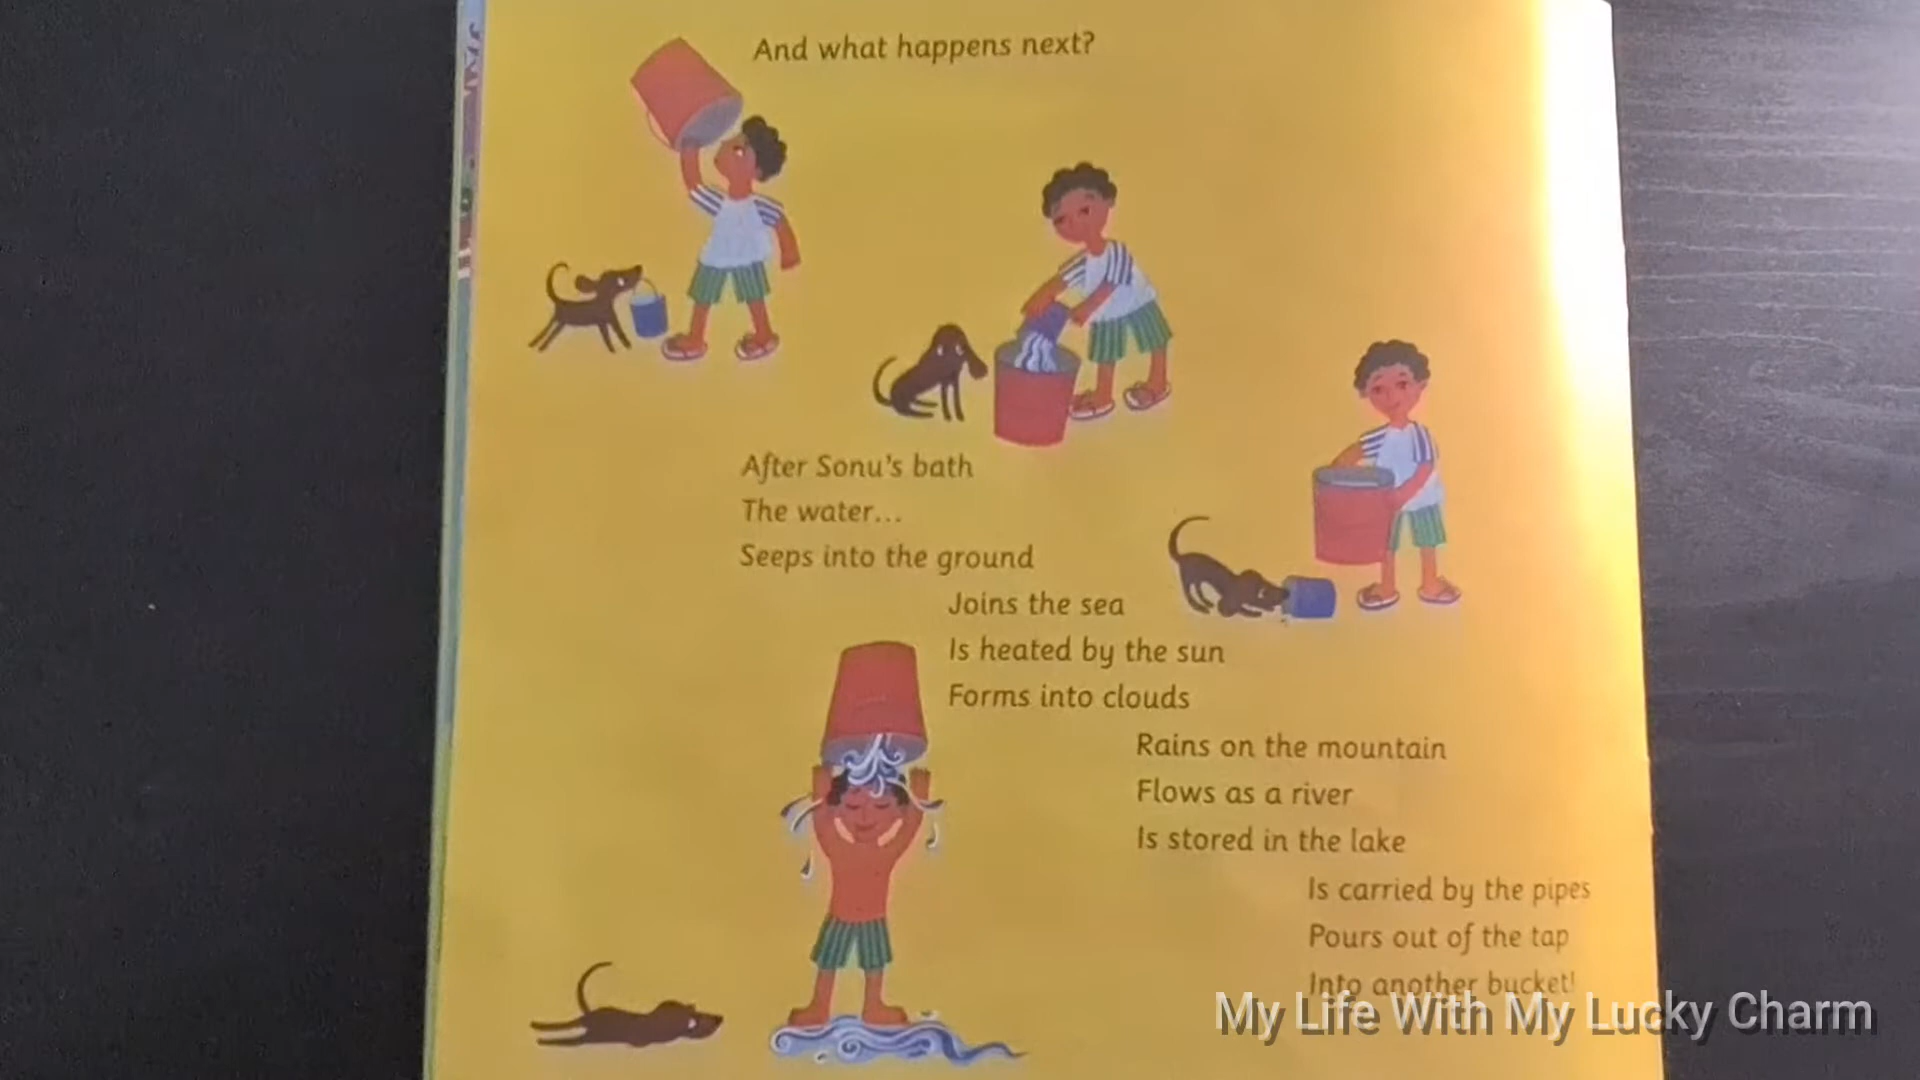 And what happens next?
After Sonu's bath
The water...
Seeps into the ground
Joins the sea
Is heated by the sun
Forms into clouds
Rains on the mountain
Flows as a river
Is stored in the lake
Is carried by the pipes
Pours out of the tap
Into another bucket!
My Life With My Lucky Charm